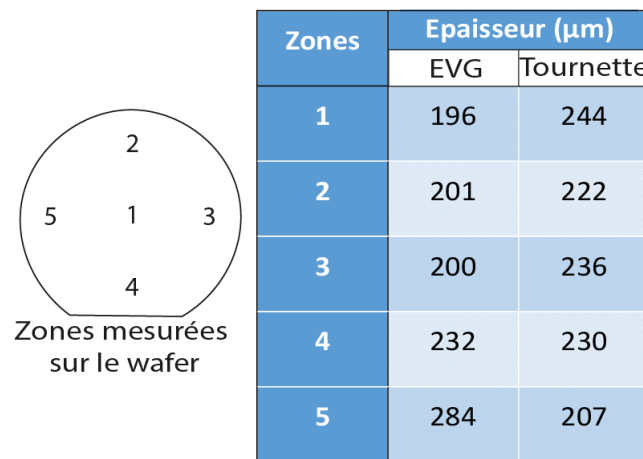 2
5 1 3
4
Zones mesurées
sur le wafer
Zones Epaisseur (µm)
EVG Tournette
1 196 244
2 201 222
3 200 236
4 232 230
5 284 207